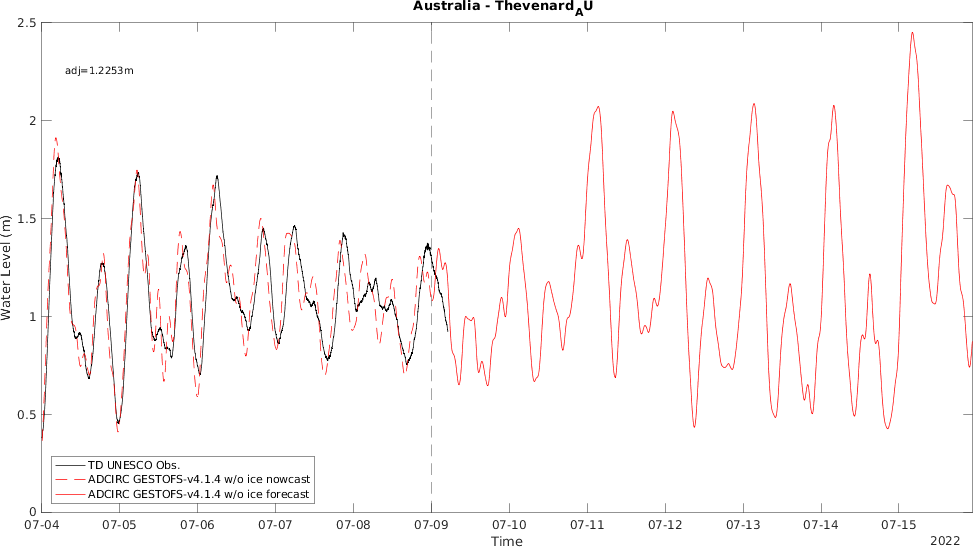 Australia - Thevenard_AU
2.5
adj=1.2253m
2
1.5
Water Level (m)
1
0.5
TD UNESCO Obs.
ADCIRC GESTOFS-v4.1.4 w/o ice nowcast
ADCIRC GESTOFS-v4.1.4 w/o ice forecast
0
07-04 07-05 07-06 07-07 07-08 07-09 07-10 07-11 07-12 07-13 07-14 07-15
Time
2022